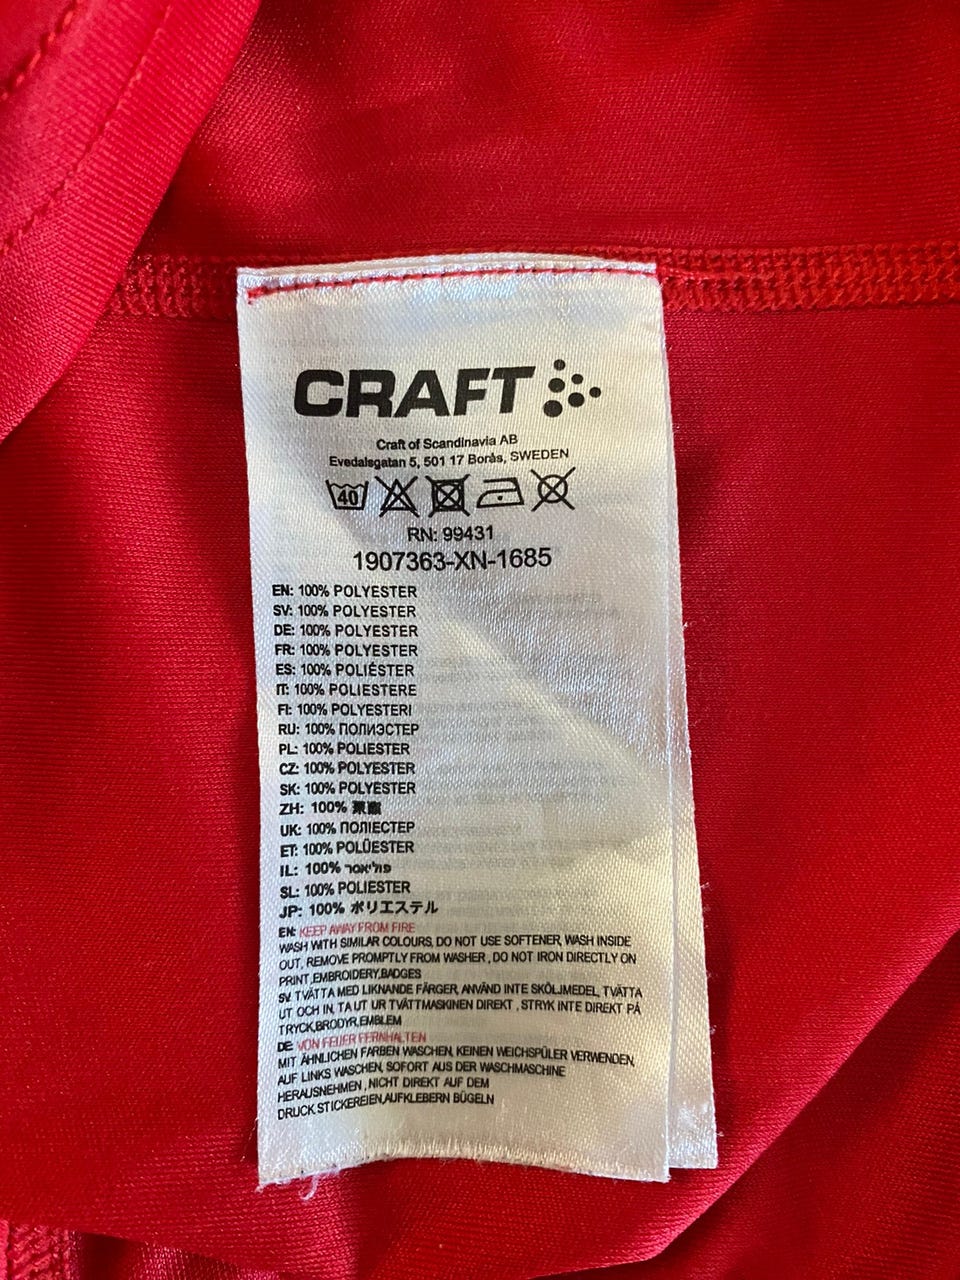 CRAFT
Craft of Scandinavia AB
Evedalsgatan 5, 501 17 Borås, SWEDEN
40
RN: 99431
1907363-XN-1685
EN: 100% POLYESTER
SV: 100% POLYESTER
DE: 100% POLYESTER
FR: 100% POLYESTER
ES: 100% POLIÉSTER
IT: 100% POLIESTERE
FI: 100% POLYESTERI
RU: 100% ПОЛИЭСТЕР
PL: 100% POLIESTER
CZ: 100% POLYESTER
SK: 100% POLYESTER
ZH: 100%
UK: 100% ПОЛІЕСТЕР
ET: 100% POLÜESTER
IL: 100% פוליאסר
SL: 100% POLIESTER
JP: 100% ポリエステル
EN: KEEP AWAY FROM FIRE
WASH WITH SIMILAR COLOURS, DO NOT USE SOFTENER, WASH INSIDE
OUT, REMOVE PROMPTLY FROM WASHER , DO NOT IRON DIRECTLY ON
PRINT,EMBROIDERY,BADGES
SV: TVÄTTA MED LIKNANDE FÄRGER, ANVÄND INTE SKÖLJMEDEL, TVÄTTA
UT OCH IN, TA UT UR TVÄTTMASKINEN DIREKT , STRYK INTE DIREKT PÅ
TRYCK,BRODYR,EMBLEM
DE: VON FEUER FERNHALTEN
MIT ÄHNLICHEN FARBEN WASCHEN, KEINEN WEICHSPÜLER VERWENDEN,
AUF LINKS WASCHEN, SOFORT AUS DER WASCHMASCHINE
HERAUSNEHMEN , NICHT DIREKT AUF DEM
DRUCK,STICKEREIEN,AUFKLEBERN BÜGELN